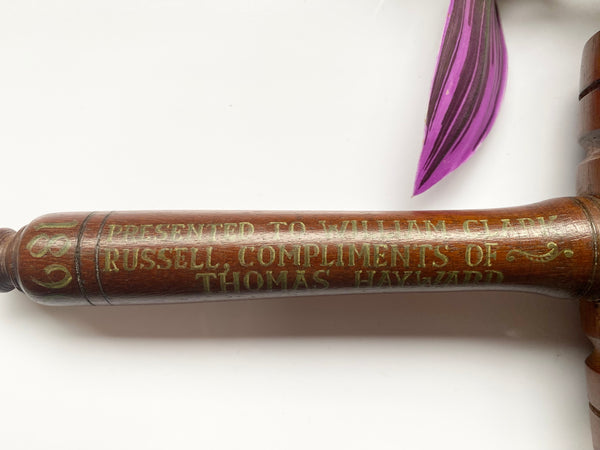 PRESENTED TO WILLIAM CLARK
RUSSELL, COMPLIMENTS OF
THOMAS HAYWARD